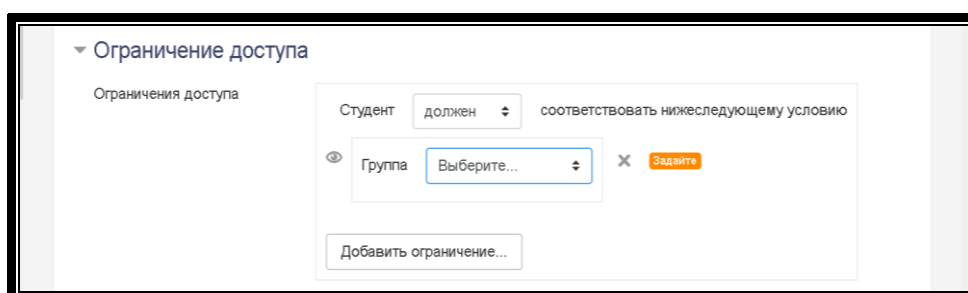 Ограничение доступа
Ограничения доступа
Студент должен соответствовать нижеследующему условию
Группа Выберите... Задайте
Добавить ограничение...